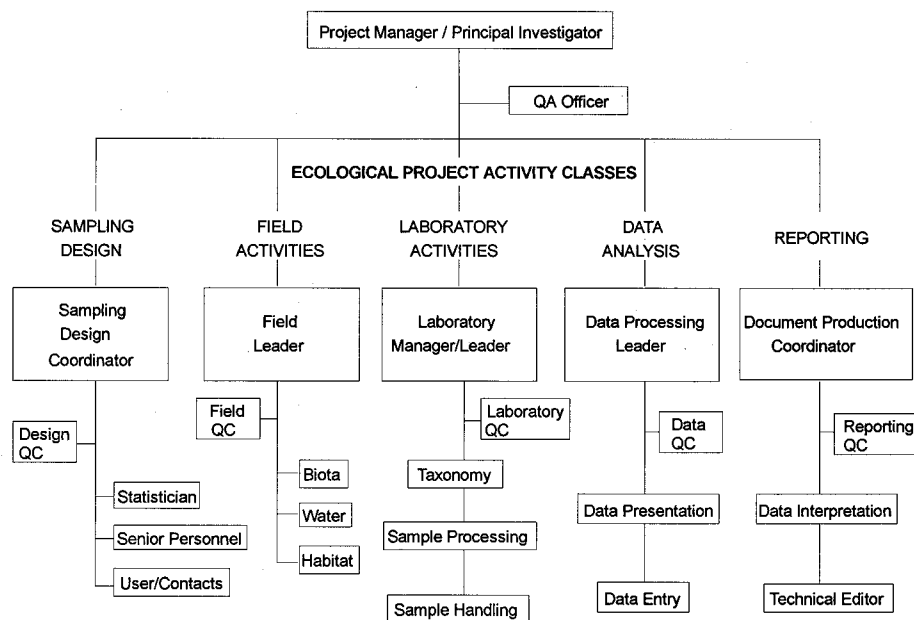 Project Manager / Principal Investigator
QA Officer
ECOLOGICAL PROJECT ACTIVITY CLASSES
SAMPLING
DESIGN
FIELD
ACTIVITIES
LABORATORY
ACTIVITIES
DATA
ANALYSIS
REPORTING
Sampling
Design
Coordinator
Field
Leader
Laboratory
Manager/Leader
Data Processing
Leader
Document Production
Coordinator
Design
QC
Field
QC
Laboratory
QC
Data
QC
Reporting
QC
Statistician
Senior Personnel
User/Contacts
Biota
Water
Habitat
Taxonomy
Sample Processing
Sample Handling
Data Presentation
Data Entry
Data Interpretation
Technical Editor